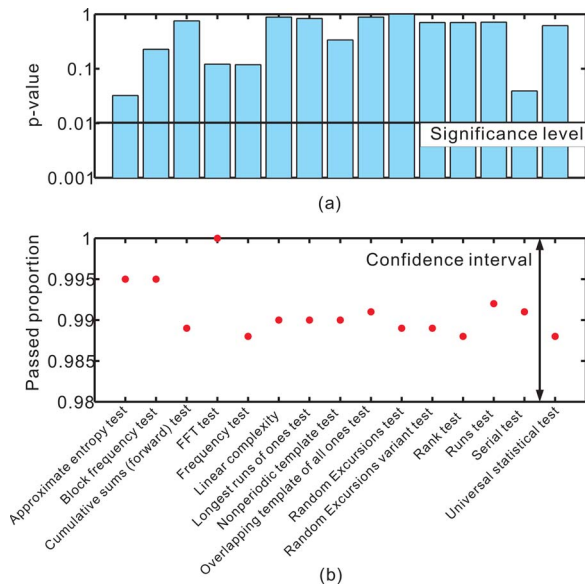 1
0.1
0.01
0.001
p-value
Significance level
(a)
1
0.995
0.99
0.985
0.98
Passed proportion
Confidence interval
Approximate entropy test
Block frequency test
Cumulative sums (forward) test
FFT test
Frequency test
Linear complexity
Longest runs of ones test
Nonperiodic template test
Overlapping template of all ones test
Random Excursions test
Random Excursions variant test
Rank test
Runs test
Serial test
Universal statistical test
(b)